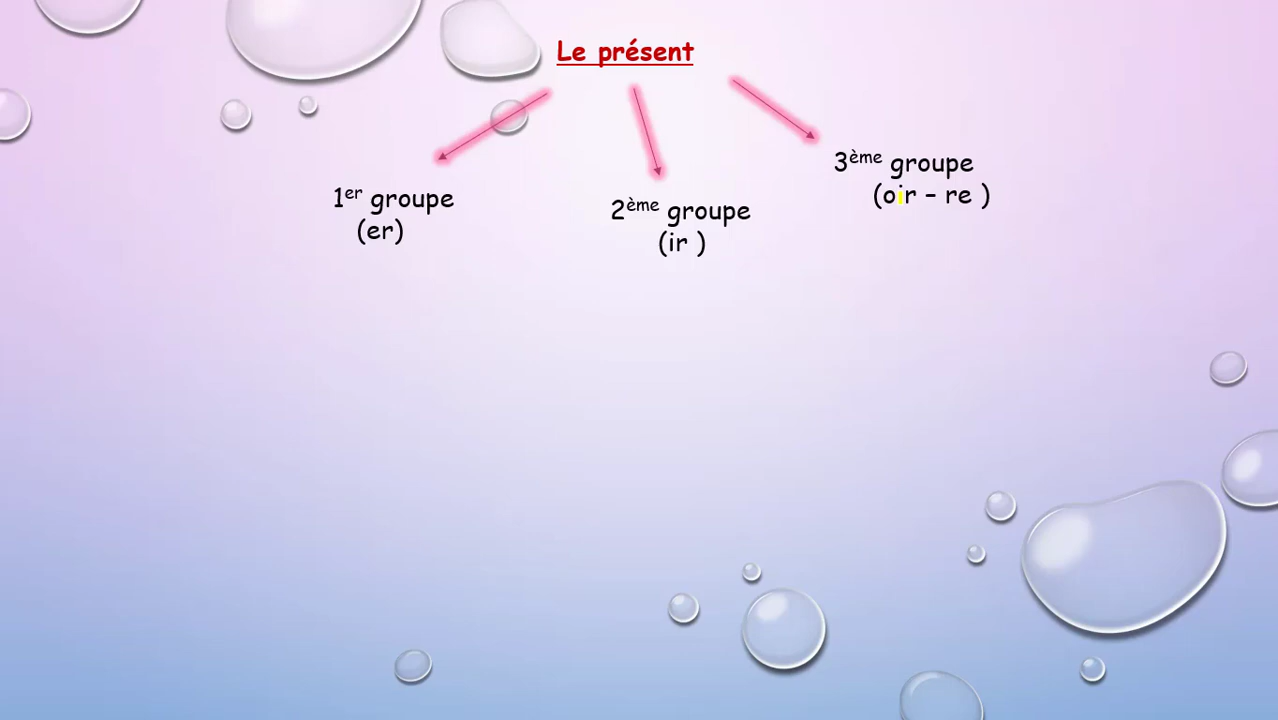 Le présent
1er groupe
(er)
2ème groupe
(ir )
3ème groupe
(oir – re )